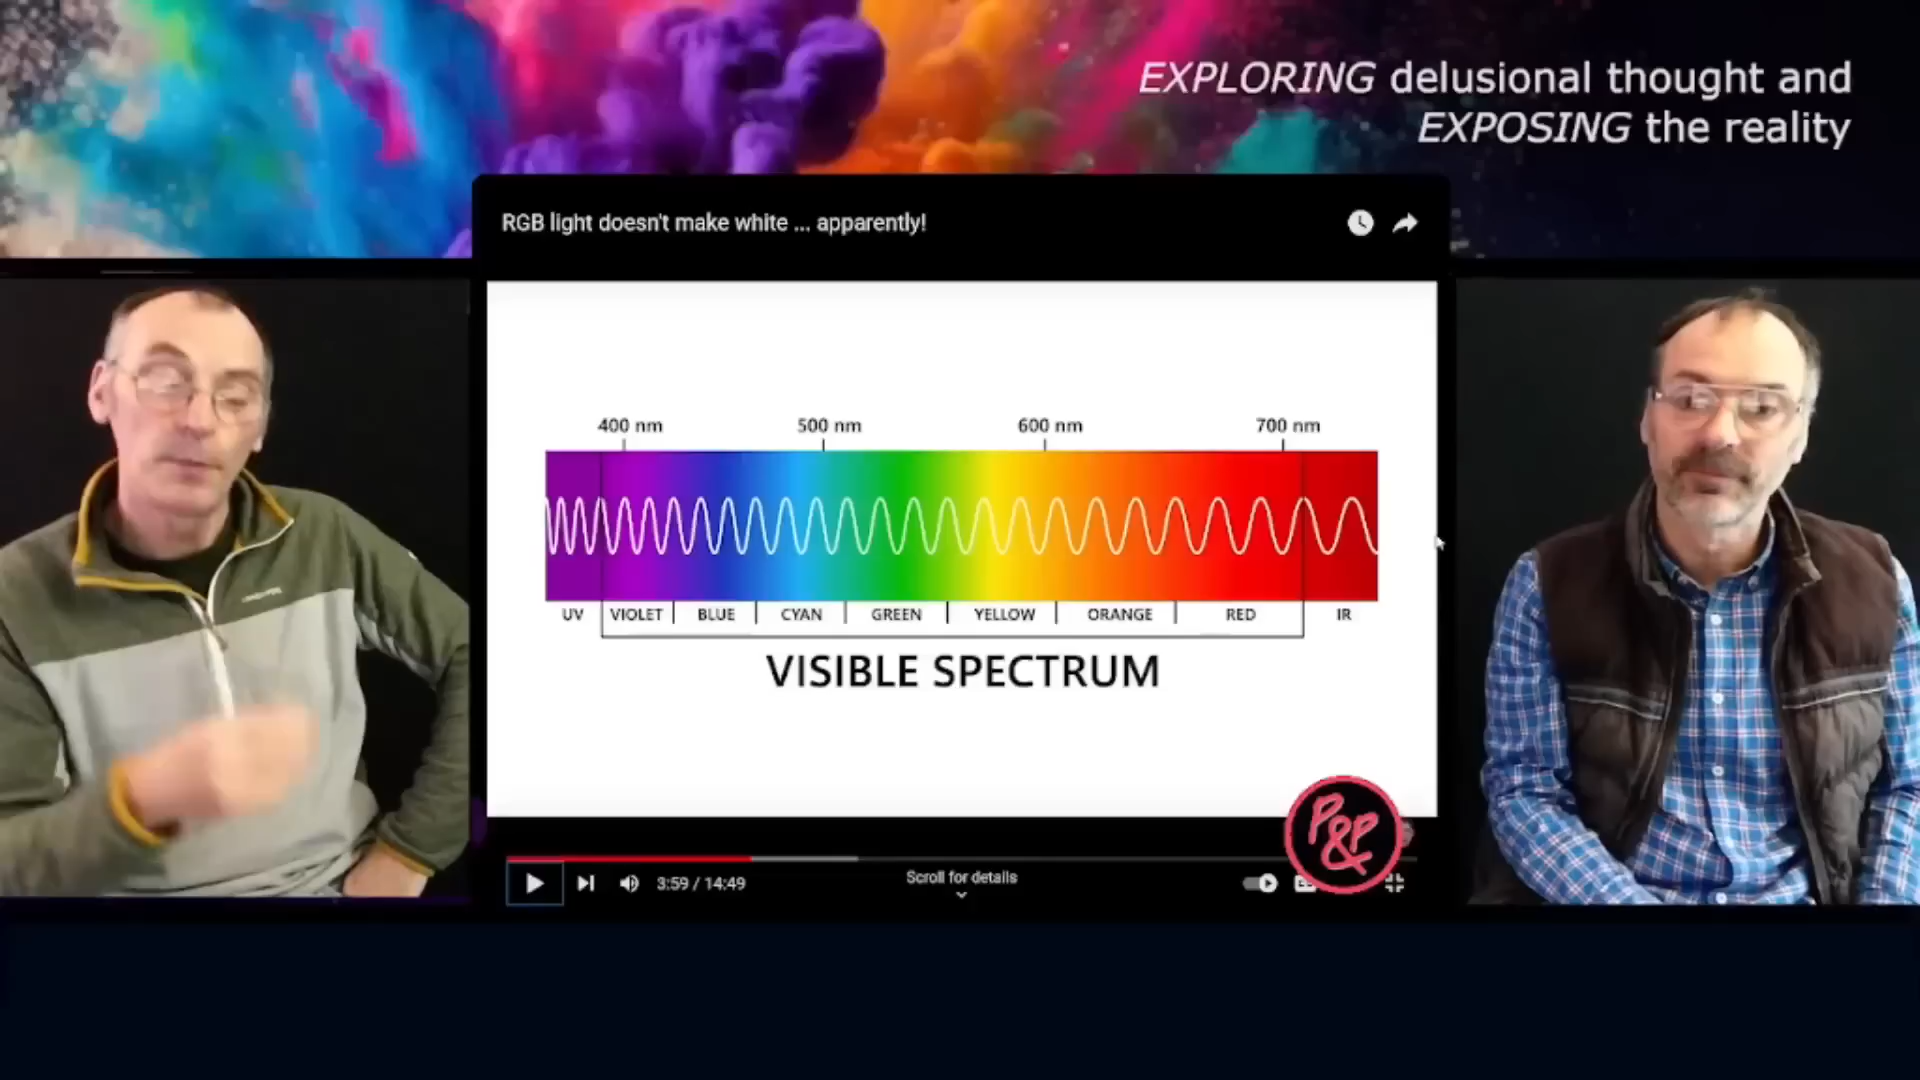 EXPLORING delusional thought and
EXPOSING the reality
RGB light doesn't make white ... apparently!
400 nm 500 nm 600 nm 700 nm
UV VIOLET BLUE CYAN GREEN YELLOW ORANGE RED IR
VISIBLE SPECTRUM
P&P
3:59 / 14:49
Scroll for details